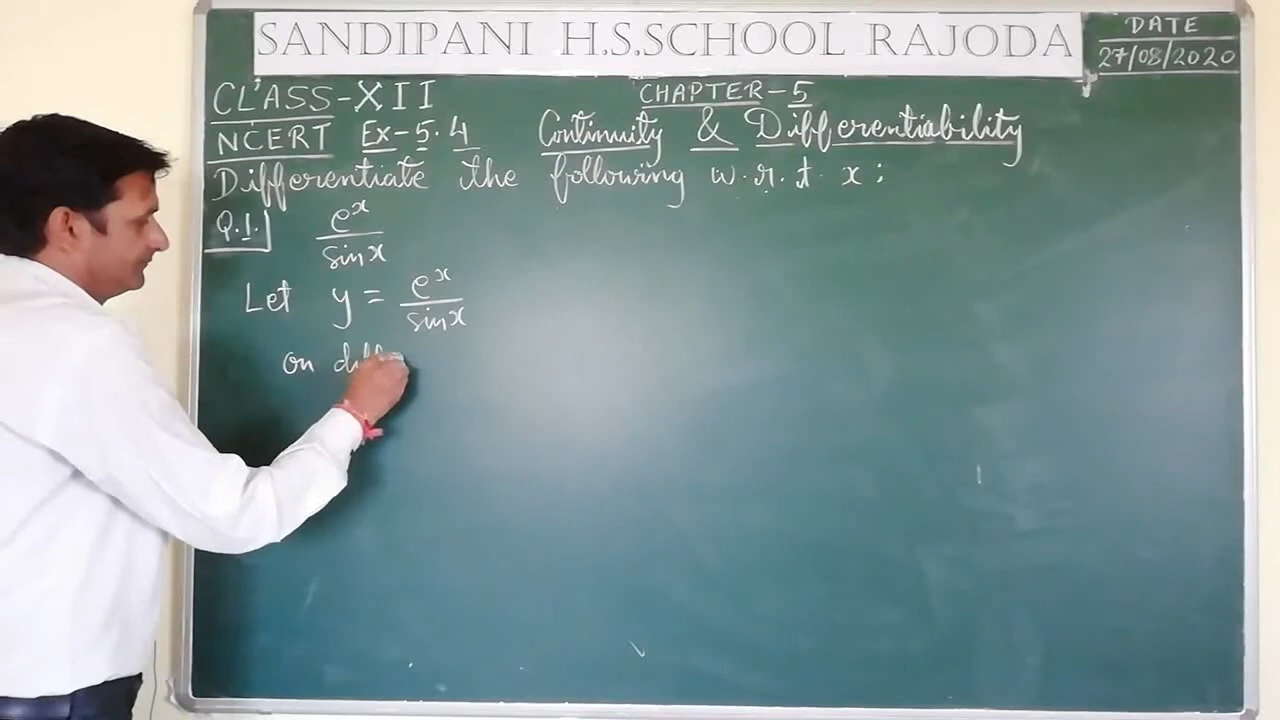 SANDIPANI H.S.SCHOOL RAJODA
DATE
27/08/2020
CLASS-XII
CHAPTER-5
NCERT Ex-5.4 Continuity & Differentiability
Differentiate the following w.r.t x;
Q.1. e^x/sinx
Let y = e^x/sinx
on